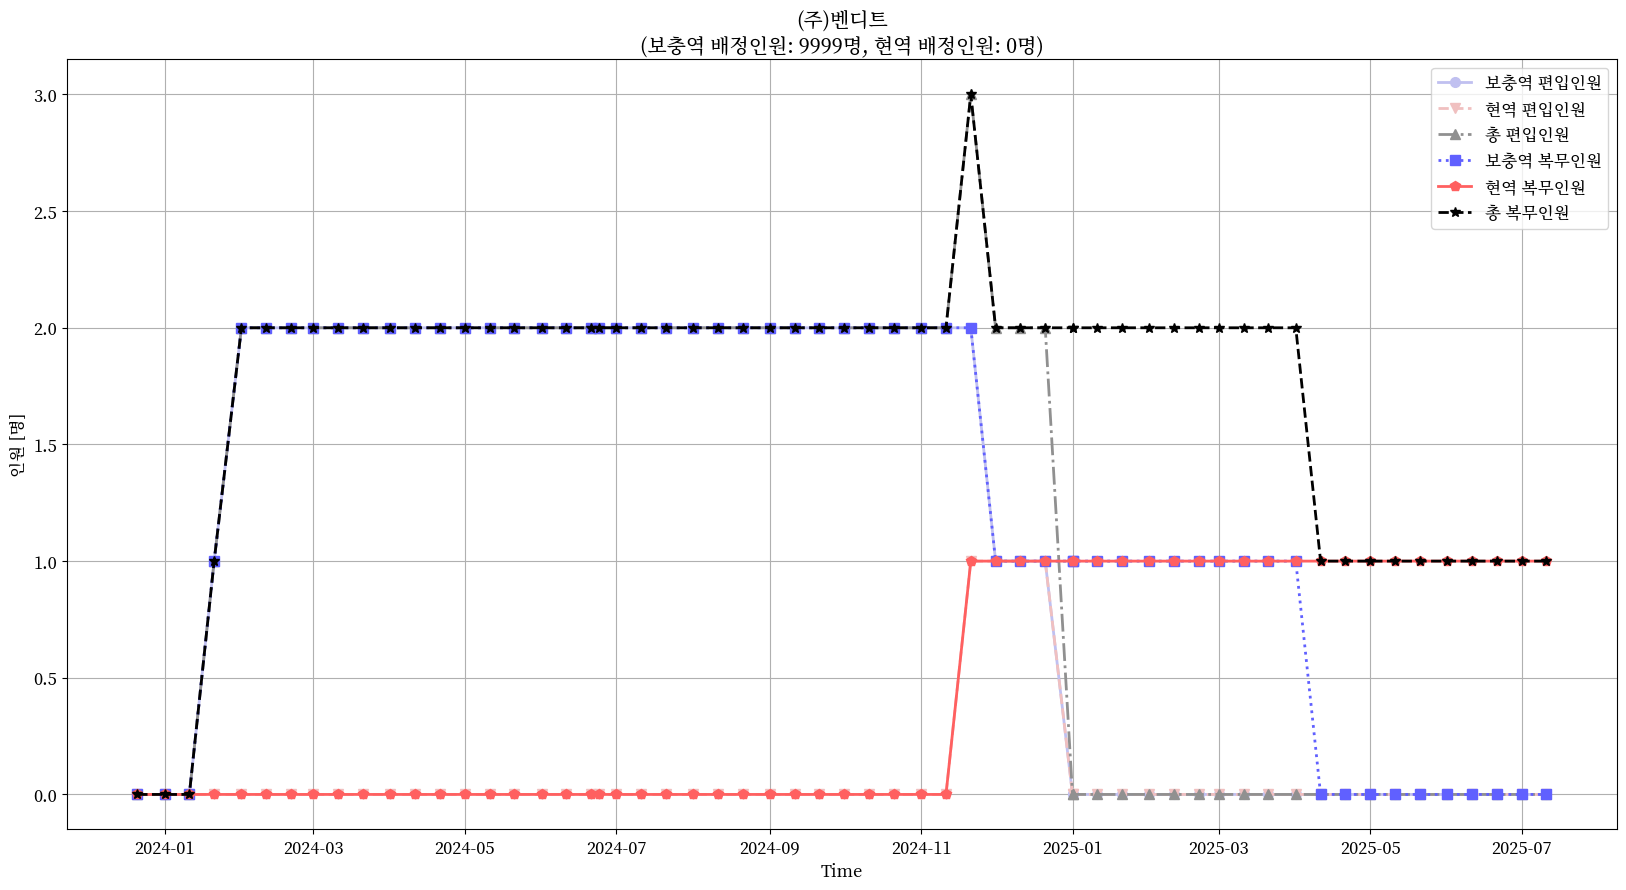 (주)벤디트
(보충역 배정인원: 9999명, 현역 배정인원: 0명)
보충역 편입인원
현역 편입인원
총 편입인원
보충역 복무인원
현역 복무인원
총 복무인원
인원 [명]
3.0
2.5
2.0
1.5
1.0
0.5
0.0
2024-01 2024-03 2024-05 2024-07 2024-09 2024-11 2025-01 2025-03 2025-05 2025-07
Time